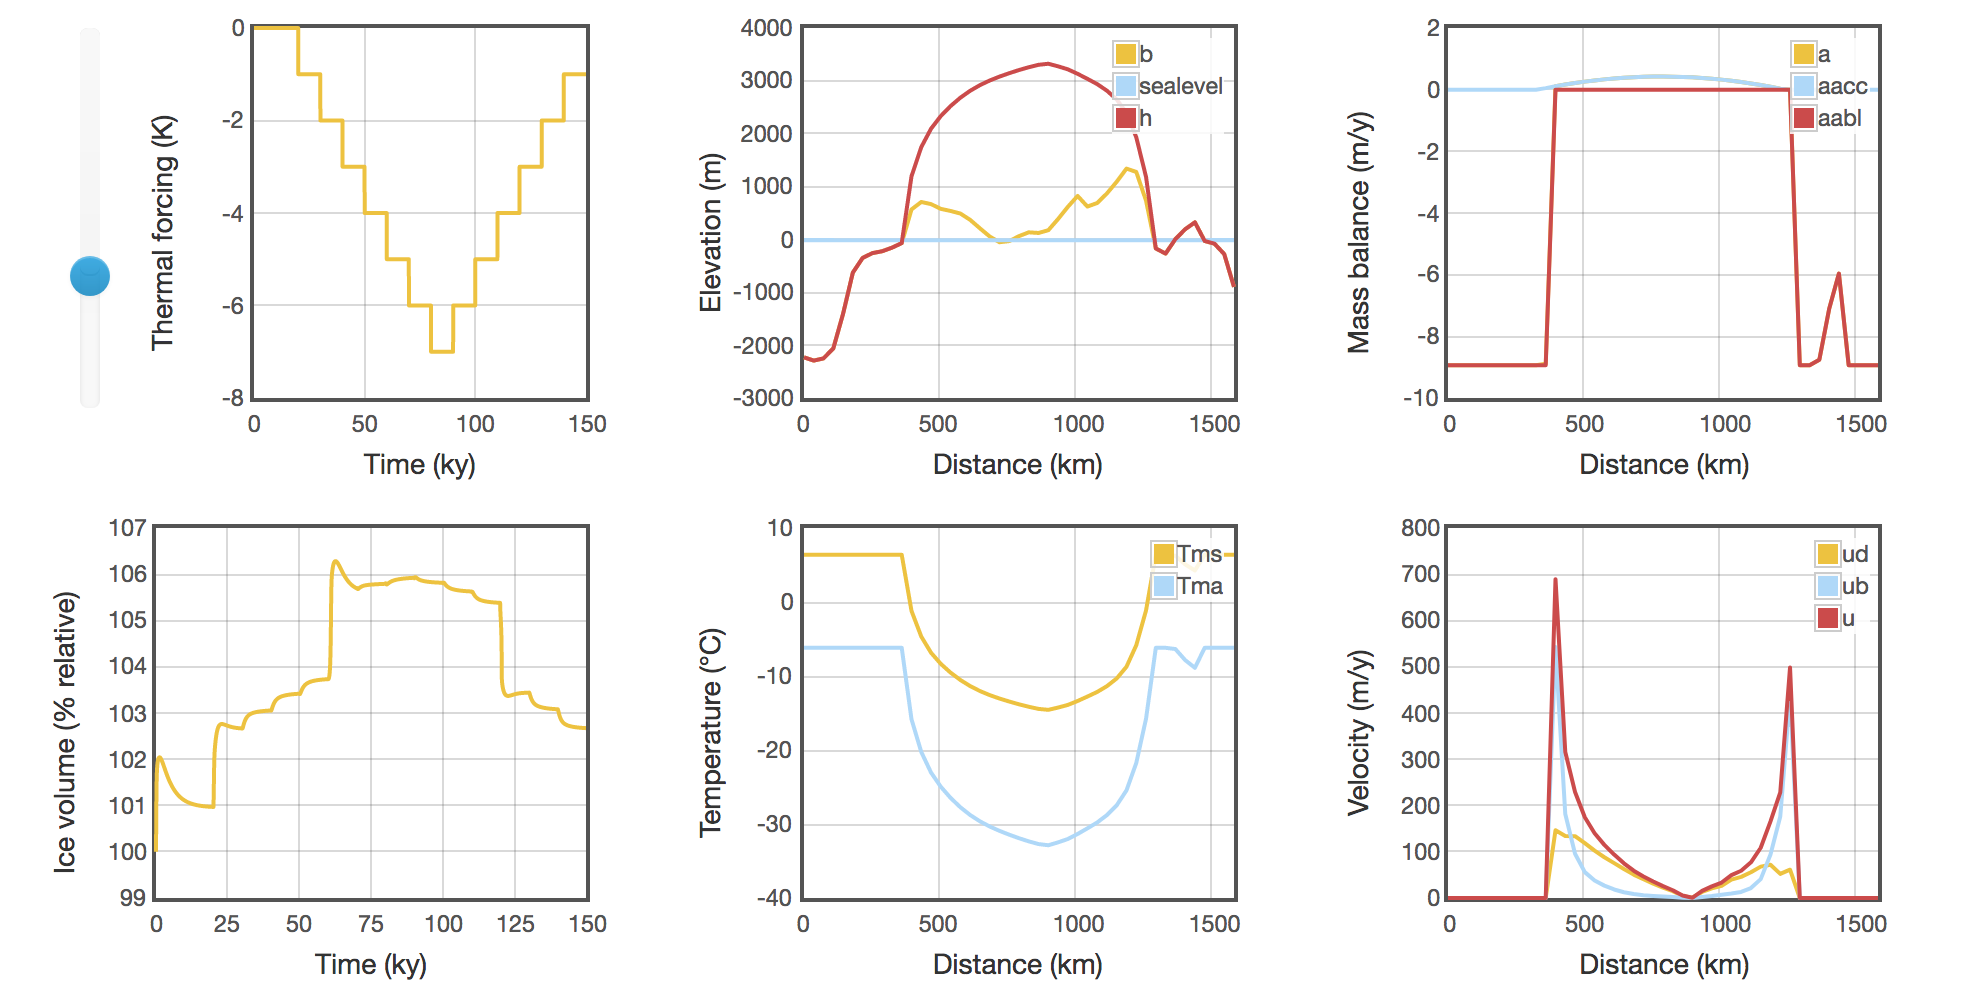 Thermal forcing (K)
0
-2
-4
-6
-8
0 50 100 150
Time (ky)
Elevation (m)
4000
3000
2000
1000
0
-1000
-2000
-3000
b
sealevel
h
0 500 1000 1500
Distance (km)
Mass balance (m/y)
2
0
-2
-4
-6
-8
-10
a
aacc
aabl
0 500 1000 1500
Distance (km)
Ice volume (% relative)
107
106
105
104
103
102
101
100
99
0 25 50 75 100 125 150
Time (ky)
Temperature (°C)
10
0
-10
-20
-30
-40
Tms
Tma
0 500 1000 1500
Distance (km)
Velocity (m/y)
800
700
600
500
400
300
200
100
0
ud
ub
u
0 500 1000 1500
Distance (km)